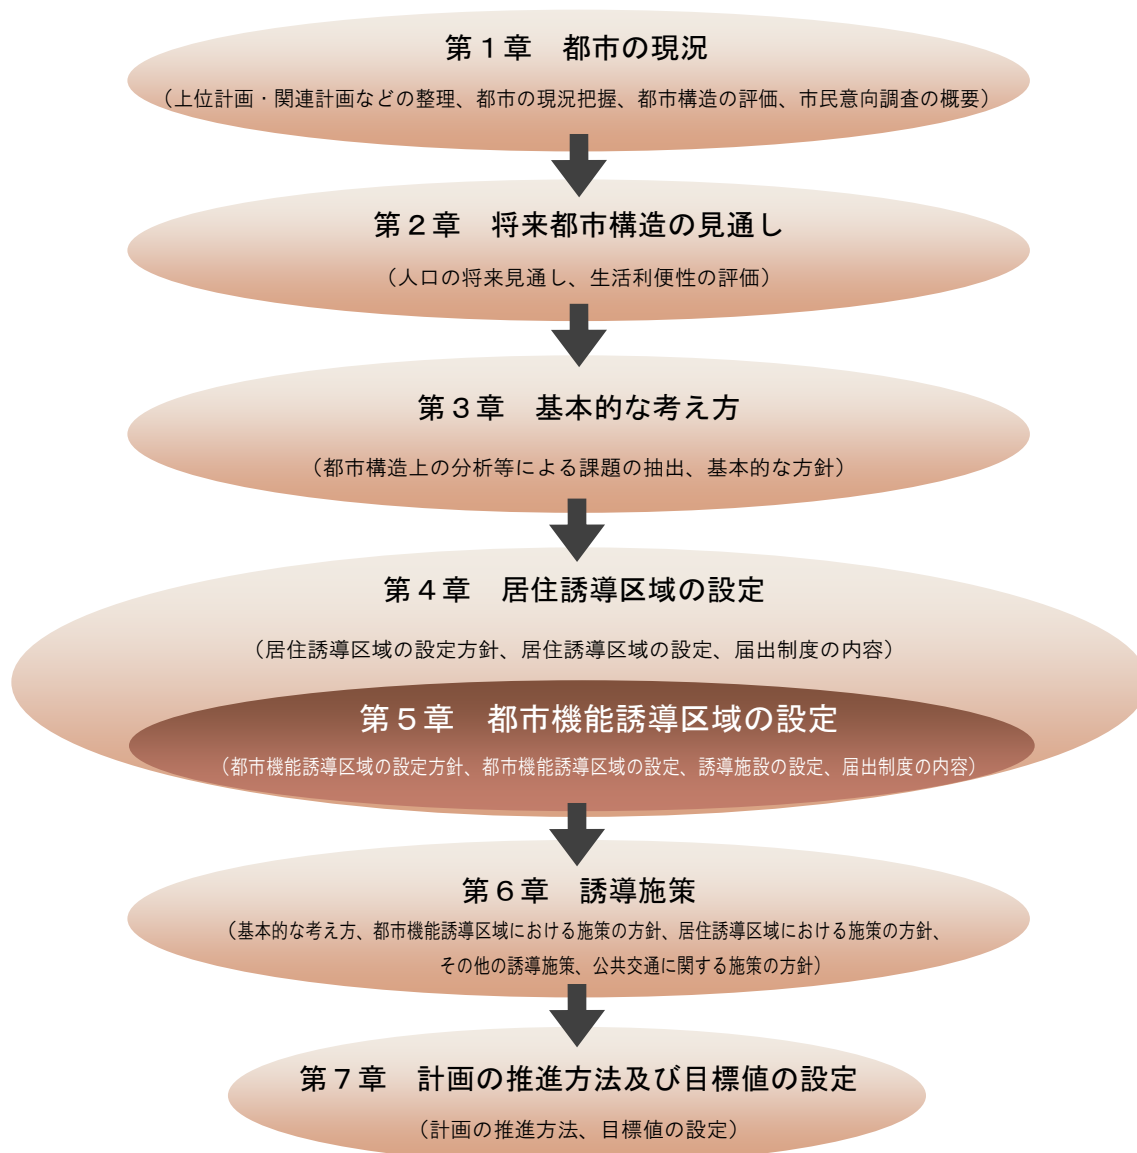 第１章　都市の現況
（上位計画・関連計画などの整理、都市の現況把握、都市構造の評価、市民意向調査の概要）
第２章　将来都市構造の見通し
（人口の将来見通し、生活利便性の評価）
第３章　基本的な考え方
（都市構造上の分析等による課題の抽出、基本的な方針）
第４章　居住誘導区域の設定
（居住誘導区域の設定方針、居住誘導区域の設定、届出制度の内容）
第５章　都市機能誘導区域の設定
（都市機能誘導区域の設定方針、都市機能誘導区域の設定、誘導施設の設定、届出制度の内容）
第６章　誘導施策
（基本的な考え方、都市機能誘導区域における施策の方針、居住誘導区域における施策の方針、
その他の誘導施策、公共交通に関する施策の方針）
第７章　計画の推進方法及び目標値の設定
（計画の推進方法、目標値の設定）